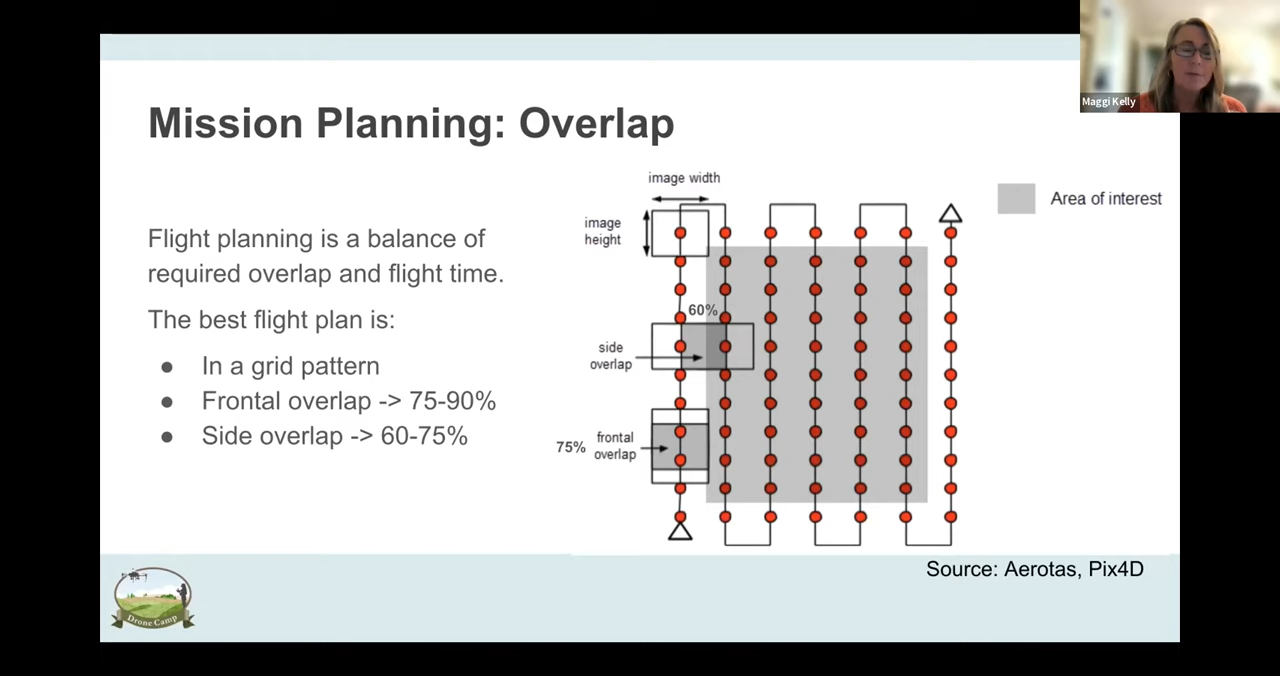 Maggi Kelly
Mission Planning: Overlap
Flight planning is a balance of
required overlap and flight time.
The best flight plan is:
● In a grid pattern
● Frontal overlap -> 75-90%
● Side overlap -> 60-75%
image width
image
height
60%
side
overlap
75%
frontal
overlap
Area of interest
Source: Aerotas, Pix4D
Drone Camp